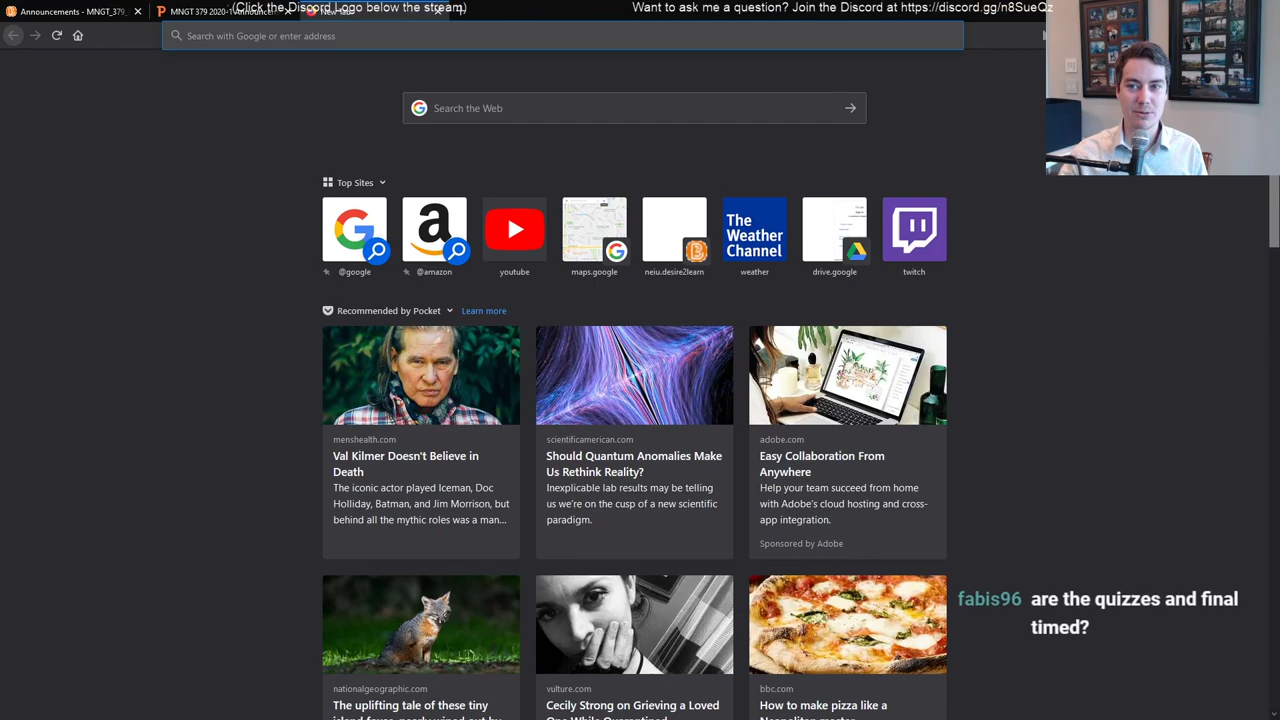 Announcements - MNGT_379_
MNGT 379 2020-1 Announcem
(Click the Discord Logo below the stream)
Want to ask me a question? Join the Discord at https://discord.gg/n8SueQz
Search with Google or enter address
Search the Web
Top Sites
The
Weather
Channel
@google
@amazon
youtube
maps.google
neiu.desire2learn
weather
drive.google
twitch
Recommended by Pocket
Learn more
menshealth.com
Val Kilmer Doesn't Believe in
Death
The iconic actor played Iceman, Doc
Holliday, Batman, and Jim Morrison, but
behind all the mythic roles was a man...
scientificamerican.com
Should Quantum Anomalies Make
Us Rethink Reality?
Inexplicable lab results may be telling
us we're on the cusp of a new scientific
paradigm.
adobe.com
Easy Collaboration From
Anywhere
Help your team succeed from home
with Adobe's cloud hosting and cross-
app integration.
Sponsored by Adobe
fabis96 are the quizzes and final
timed?
nationalgeographic.com
The uplifting tale of these tiny
vulture.com
Cecily Strong on Grieving a Loved
One While Quarantined
bbc.com
How to make pizza like a
Neapolitan master